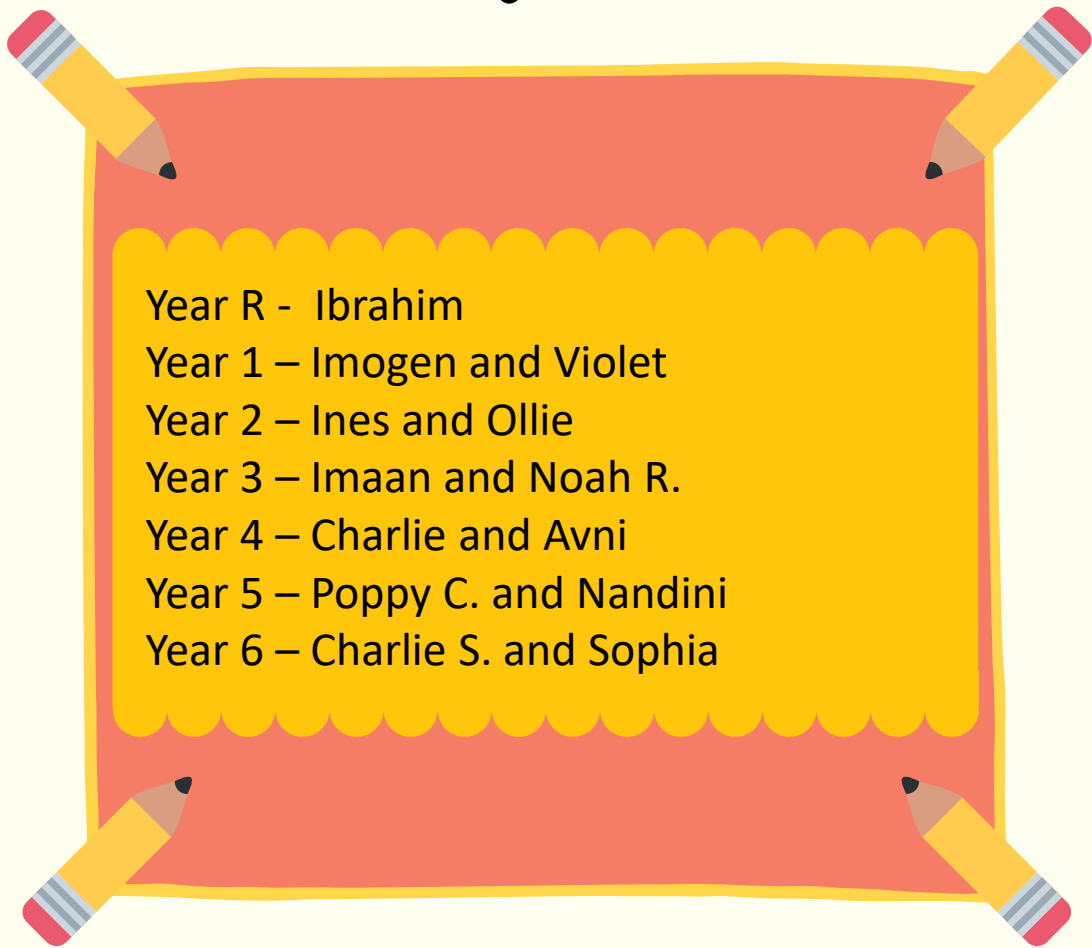 Year R -  Ibrahim
Year 1 – Imogen and Violet
Year 2 – Ines and Ollie
Year 3 – Imaan and Noah R.
Year 4 – Charlie and Avni
Year 5 – Poppy C. and Nandini
Year 6 – Charlie S. and Sophia